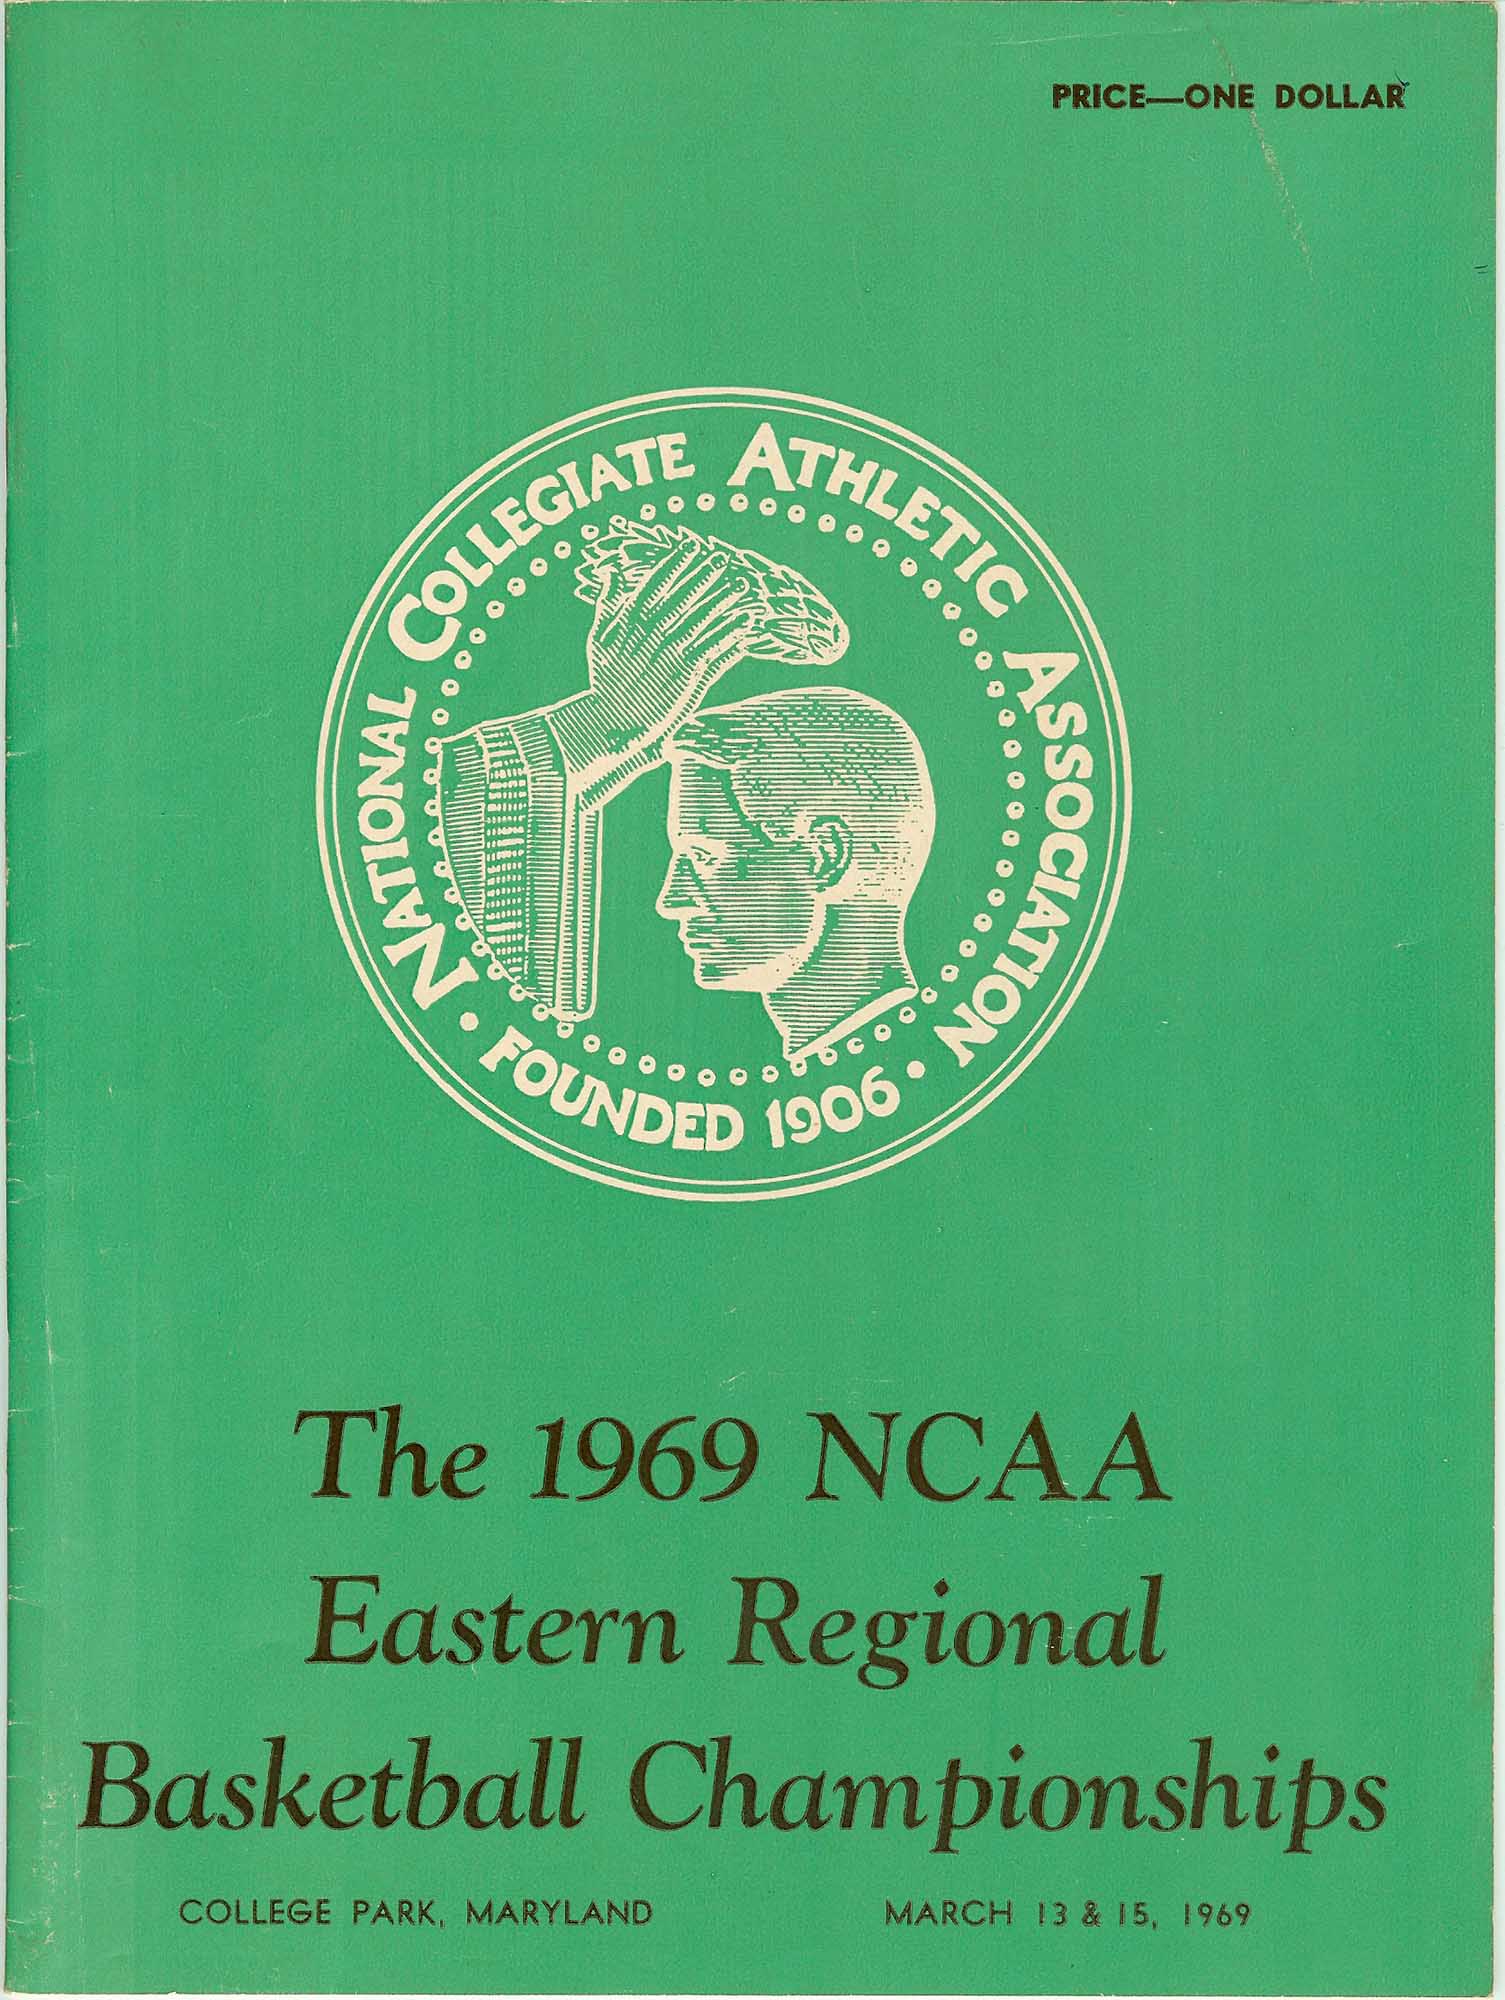 PRICE—ONE DOLLAR
NATIONAL COLLEGIATE ATHLETIC ASSOCIATION
• FOUNDED 1906 •
The 1969 NCAA
Eastern Regional
Basketball Championships
COLLEGE PARK, MARYLAND MARCH 13 & 15, 1969